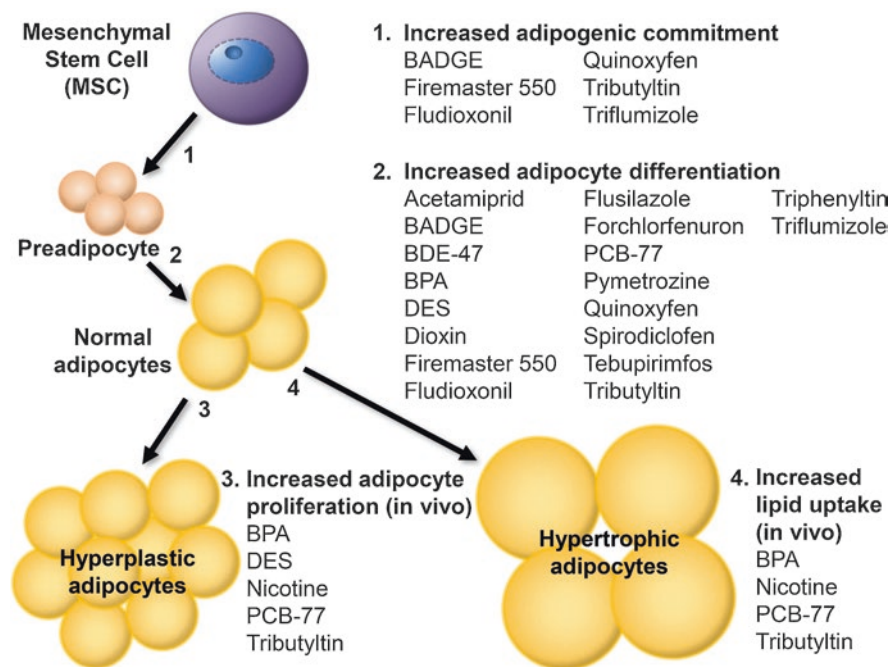 Mesenchymal
Stem Cell
(MSC)
1
Preadipocyte
2
Normal
adipocytes
3
4
Hyperplastic
adipocytes
Hypertrophic
adipocytes
1. Increased adipogenic commitment
BADGE Quinoxyfen
Firemaster 550 Tributyltin
Fludioxonil Triflumizole
2. Increased adipocyte differentiation
Acetamiprid Flusilazole Triphenyltin
BADGE Forchlorfenuron Triflumizole
BDE-47 PCB-77
BPA Pymetrozine
DES Quinoxyfen
Dioxin Spirodiclofen
Firemaster 550 Tebupirimfos
Fludioxonil Tributyltin
3. Increased adipocyte
proliferation (in vivo)
BPA
DES
Nicotine
PCB-77
Tributyltin
4. Increased
lipid uptake
(in vivo)
BPA
Nicotine
PCB-77
Tributyltin